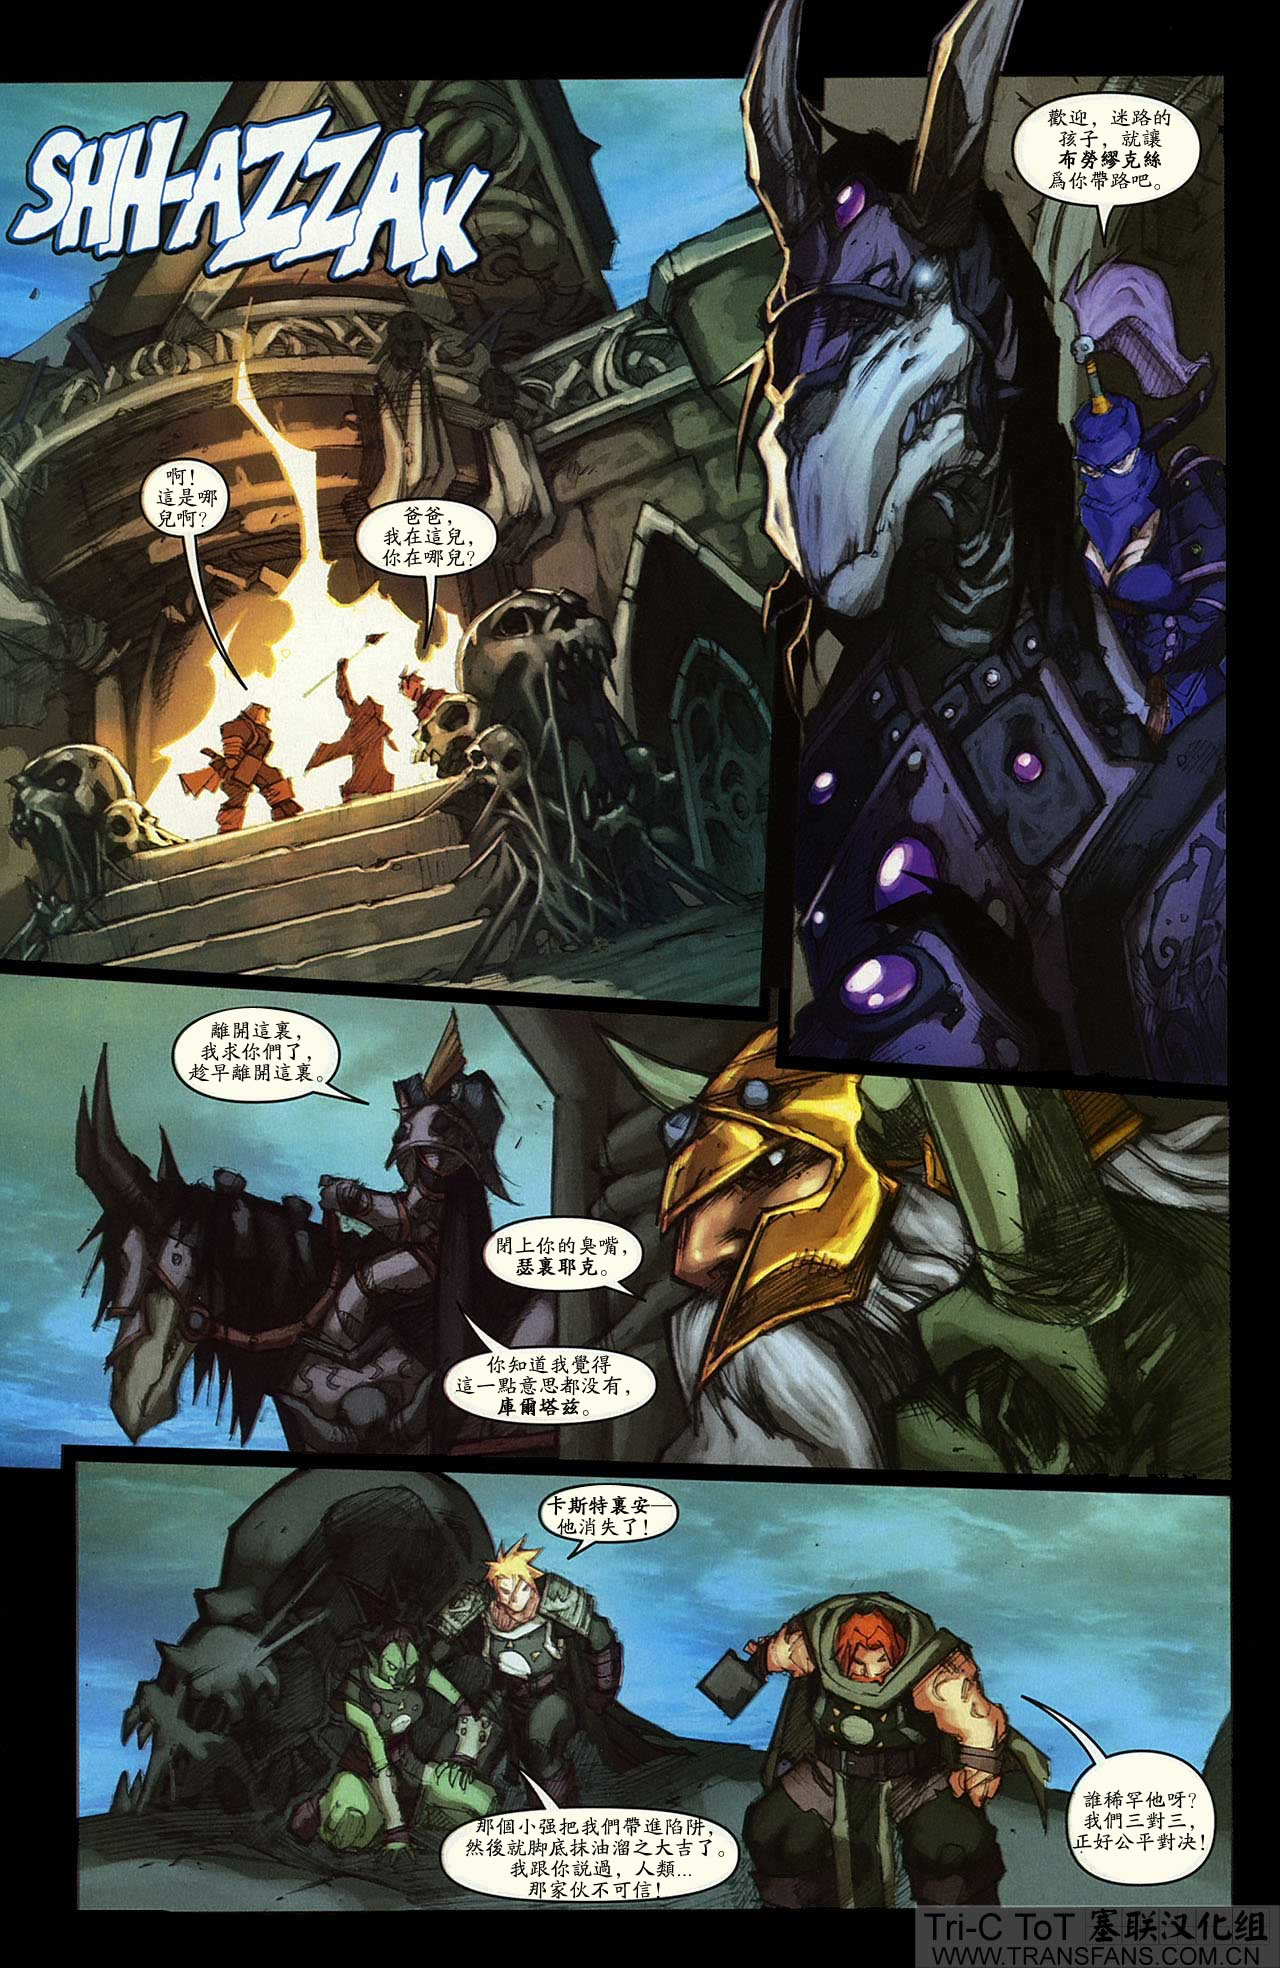 SHH-AZZAK
啊！
這是哪
兒啊？
爸爸，
我在這兒，
你在哪兒？
歡迎，迷路的
孩子，就讓
布勞繆克絲
爲你帶路吧。
離開這裏，
我求你們了，
趁早離開這裏。
閉上你的臭嘴，
瑟裏耶克。
你知道我覺得
這一點意思都没有，
庫爾塔兹。
卡斯特裏安—
他消失了！
那個小强把我們帶進陷阱，
然後就脚底抹油溜之大吉了。
我跟你説過，人類...
那家伙不可信！
誰稀罕他呀？
我們三對三，
正好公平對决！
Tri-C ToT 塞联汉化组
WWW.TRANSFANS.COM.CN